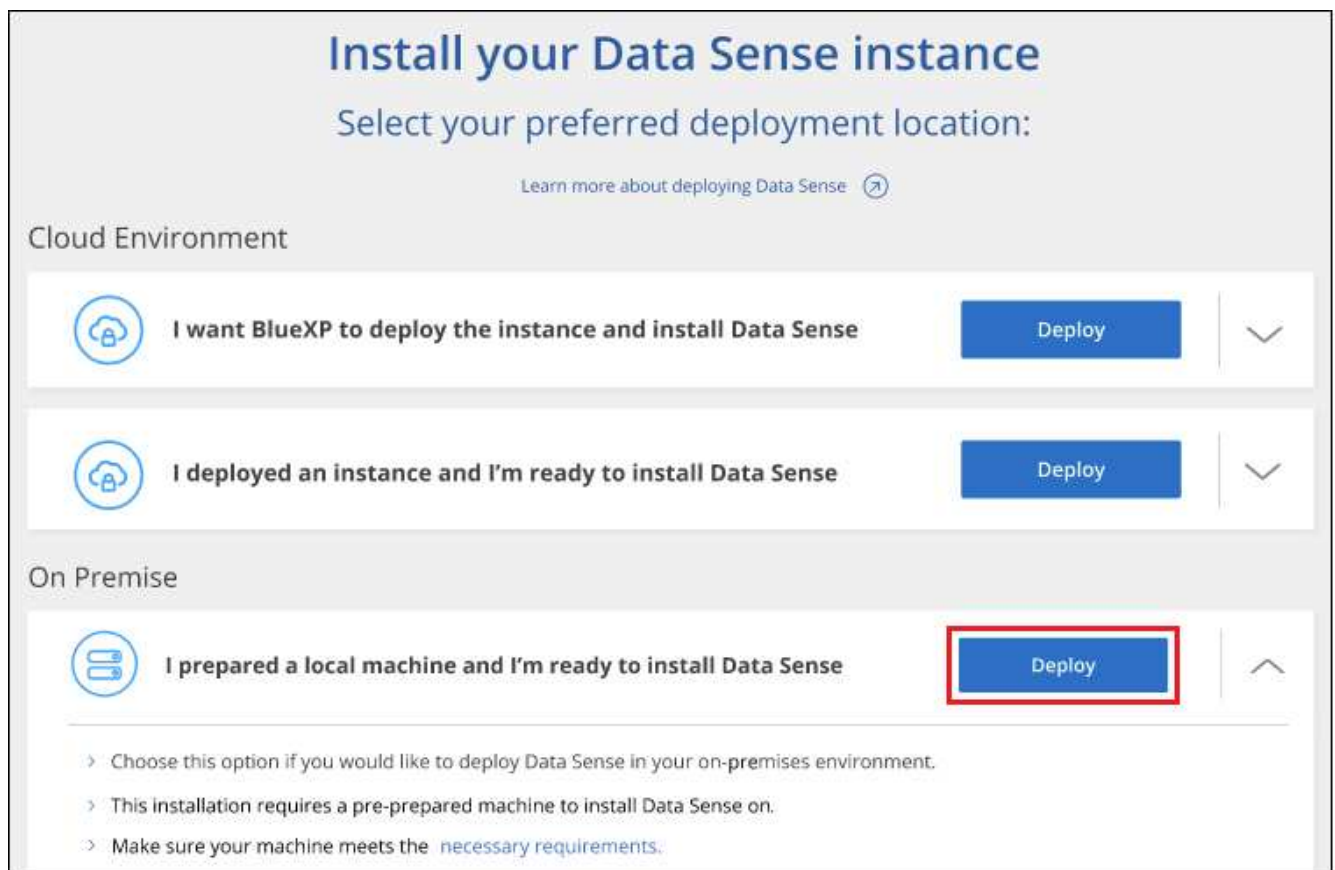 Install your Data Sense instance
Select your preferred deployment location:
Learn more about deploying Data Sense
Cloud Environment
I want BlueXP to deploy the instance and install Data Sense
Deploy
I deployed an instance and I'm ready to install Data Sense
Deploy
On Premise
I prepared a local machine and I'm ready to install Data Sense
Deploy
Choose this option if you would like to deploy Data Sense in your on-premises environment.
This installation requires a pre-prepared machine to install Data Sense on.
Make sure your machine meets the necessary requirements.